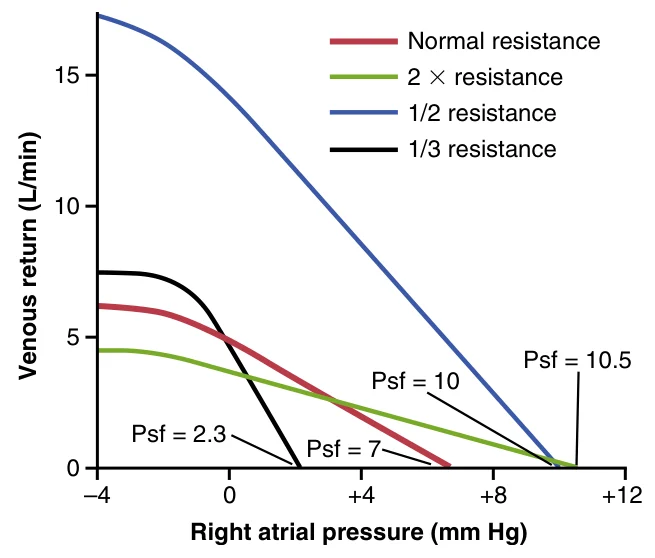 Normal resistance
2 × resistance
1/2 resistance
1/3 resistance
Venous return (L/min)
15
10
5
0
Psf = 10.5
Psf = 10
Psf = 2.3
Psf = 7
–4
0
+4
+8
+12
Right atrial pressure (mm Hg)